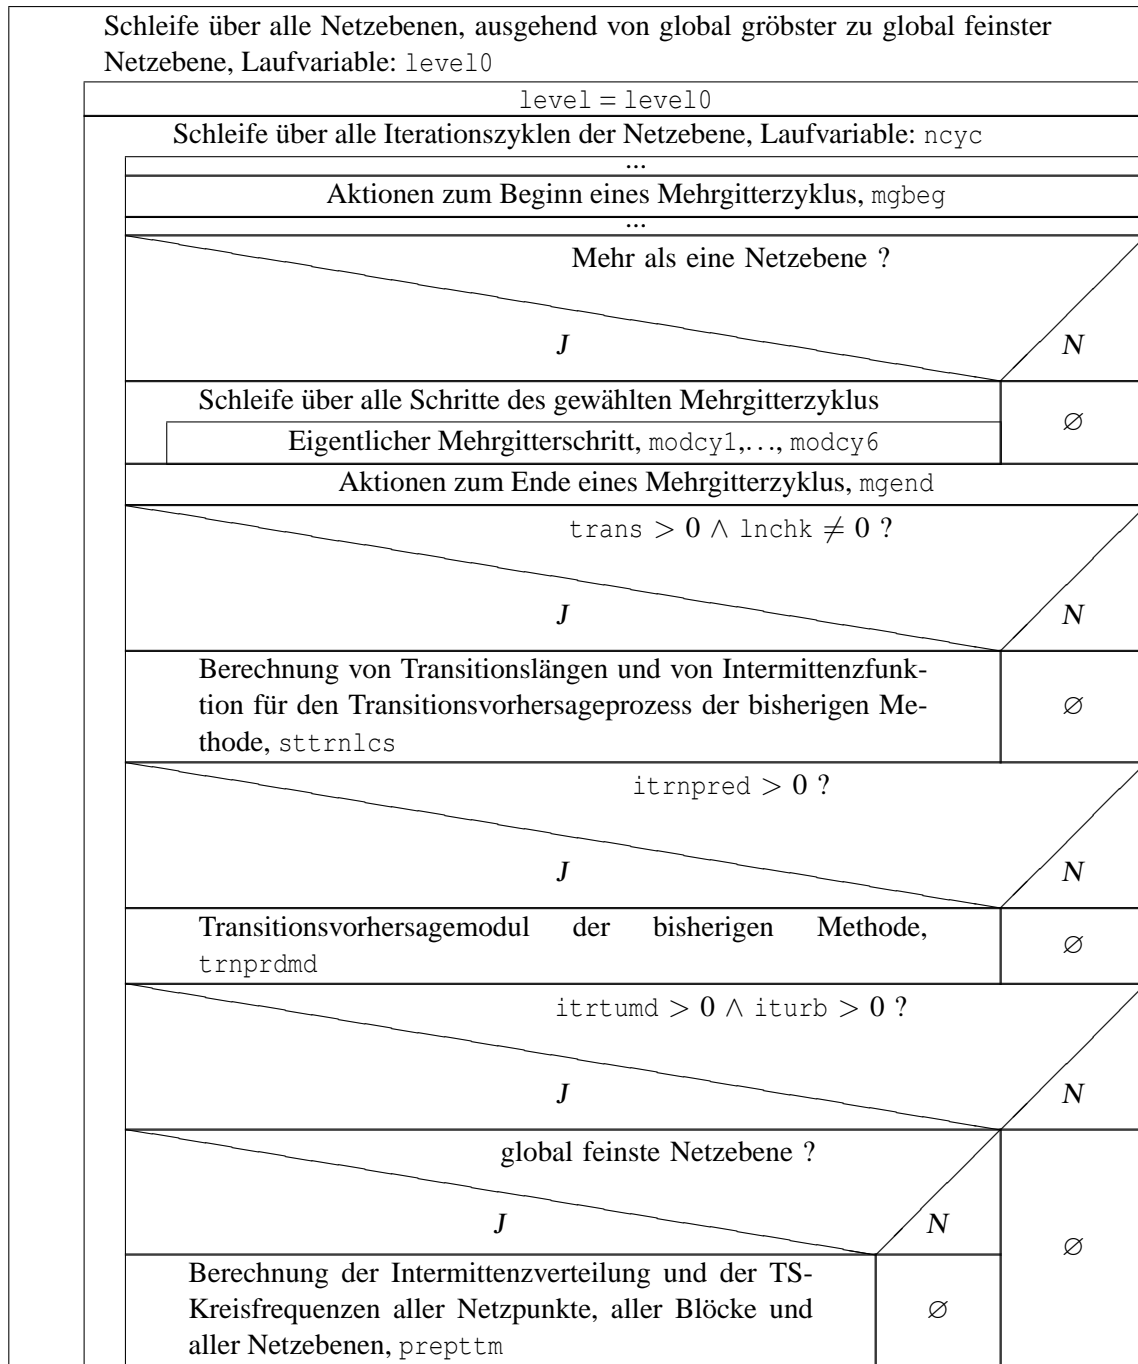 Schleife über alle Netzebenen, ausgehend von global gröbster zu global feinster
Netzebene, Laufvariable: level0
level = level0
Schleife über alle Iterationszyklen der Netzebene, Laufvariable: ncyc
...
Aktionen zum Beginn eines Mehrgitterzyklus, mgbeg
...
Mehr als eine Netzebene ?
J N
Schleife über alle Schritte des gewählten Mehrgitterzyklus
∅
Eigentlicher Mehrgitterschritt, modcy1,..., modcy6
Aktionen zum Ende eines Mehrgitterzyklus, mgend
trans > 0 ∧ lnchk ≠ 0 ?
J N
Berechnung von Transitionslängen und von Intermittenzfunk-
tion für den Transitionsvorhersageprozess der bisherigen Me-
∅
thode, sttrnlcs
itrnpred > 0 ?
J N
Transitionsvorhersagemodul der bisherigen Methode,
∅
trnprdmd
itrtumd > 0 ∧ iturb > 0 ?
J N
global feinste Netzebene ?
J N
∅
Berechnung der Intermittenzverteilung und der TS-
Kreisfrequenzen aller Netzpunkte, aller Blöcke und
∅
aller Netzebenen, prepttm